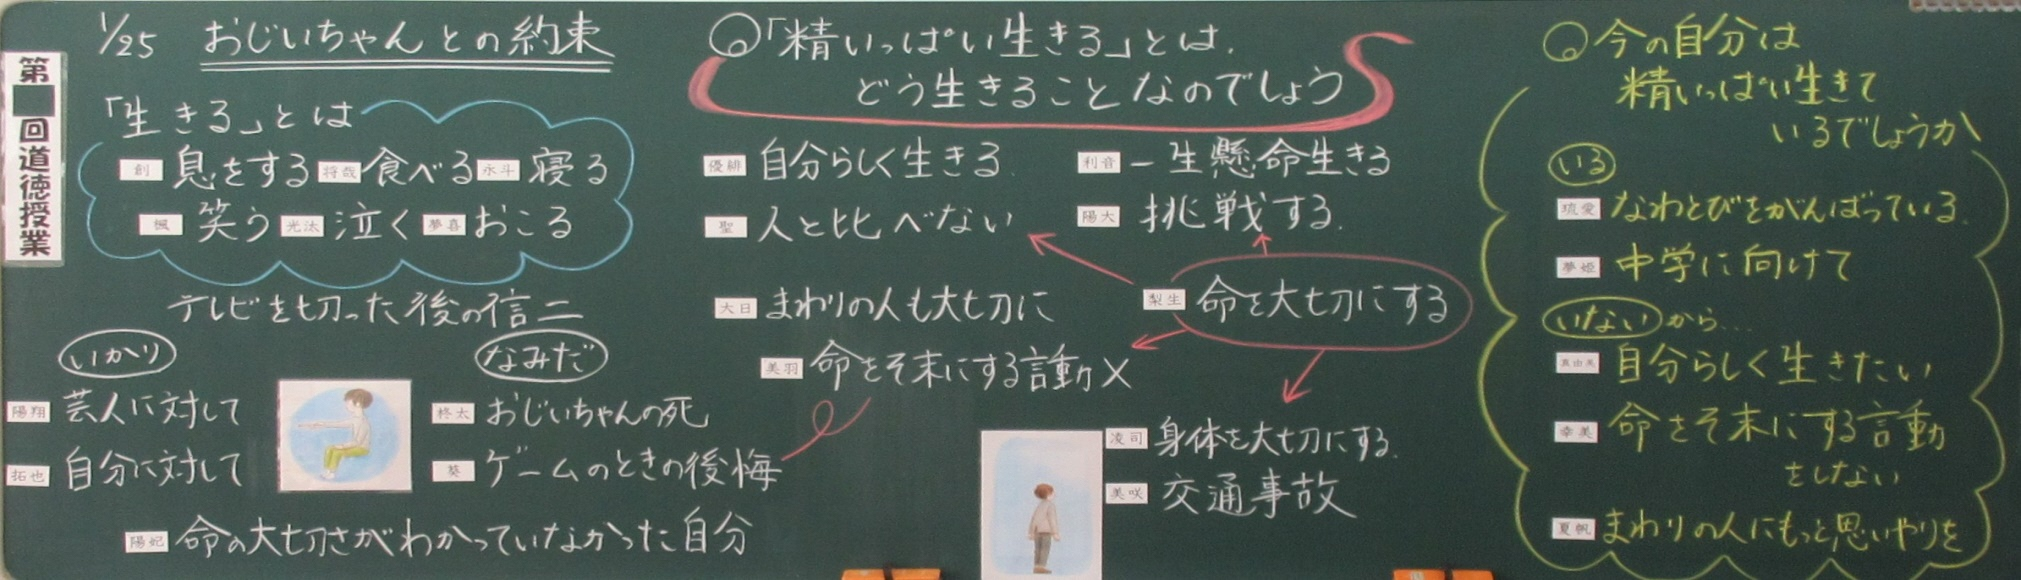 第 回道徳授業
1/25 おじいちゃんとの約束
「生きる」とは
創 息をする 将哉 食べる 永斗 寝る
楓 笑う 光汰 泣く 夢喜 おこる
テレビを切った後の信二
いかり
陽翔 芸人に対して
拓也 自分に対して
なみだ
柊太 おじいちゃんの死
葵 ゲームのときの後悔
陽妃 命の大切さがわかっていなかった自分
「精いっぱい生きる」とは、
どう生きることなのでしょう
優緋 自分らしく生きる
利音 一生懸命生きる
聖 人と比べない
陽大 挑戦する。
大日 まわりの人も大切に
梨生 命を大切にする
美羽 命をそ末にする言動×
凌司 身体を大切にする。
美咲 交通事故
今の自分は
精いっぱい生きて
いるでしょうか
いる
琉愛 なわとびをがんばっている。
夢姫 中学に向けて
いないから…
真由果 自分らしく生きたい
幸美 命をそ末にする言動
をしない
夏帆 まわりの人にもっと思いやりを